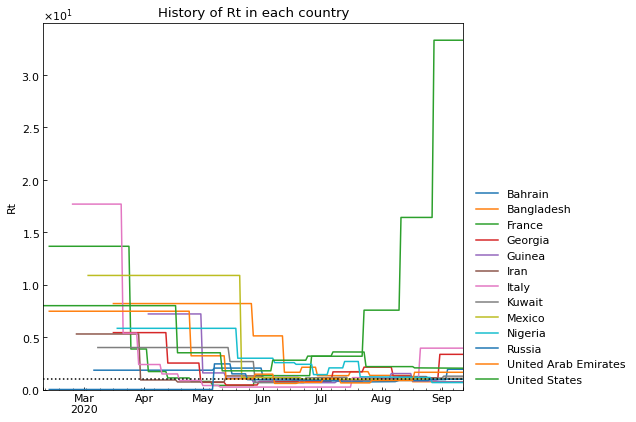 History of Rt in each country
×10¹
3.0
2.5
2.0
1.5
1.0
0.5
0.0
Rt
Mar Apr May Jun Jul Aug Sep
2020
Bahrain
Bangladesh
France
Georgia
Guinea
Iran
Italy
Kuwait
Mexico
Nigeria
Russia
United Arab Emirates
United States